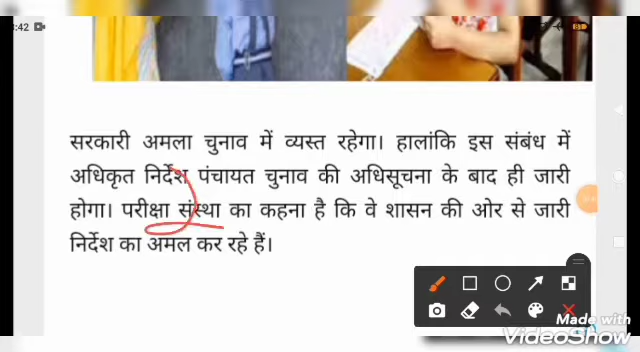 :42
सरकारी अमला चुनाव में व्यस्त रहेगा। हालांकि इस संबंध में
अधिकृत निर्देश पंचायत चुनाव की अधिसूचना के बाद ही जारी
होगा। परीक्षा संस्था का कहना है कि वे शासन की ओर से जारी
निर्देश का अमल कर रहे हैं।
Made with
VideoShow